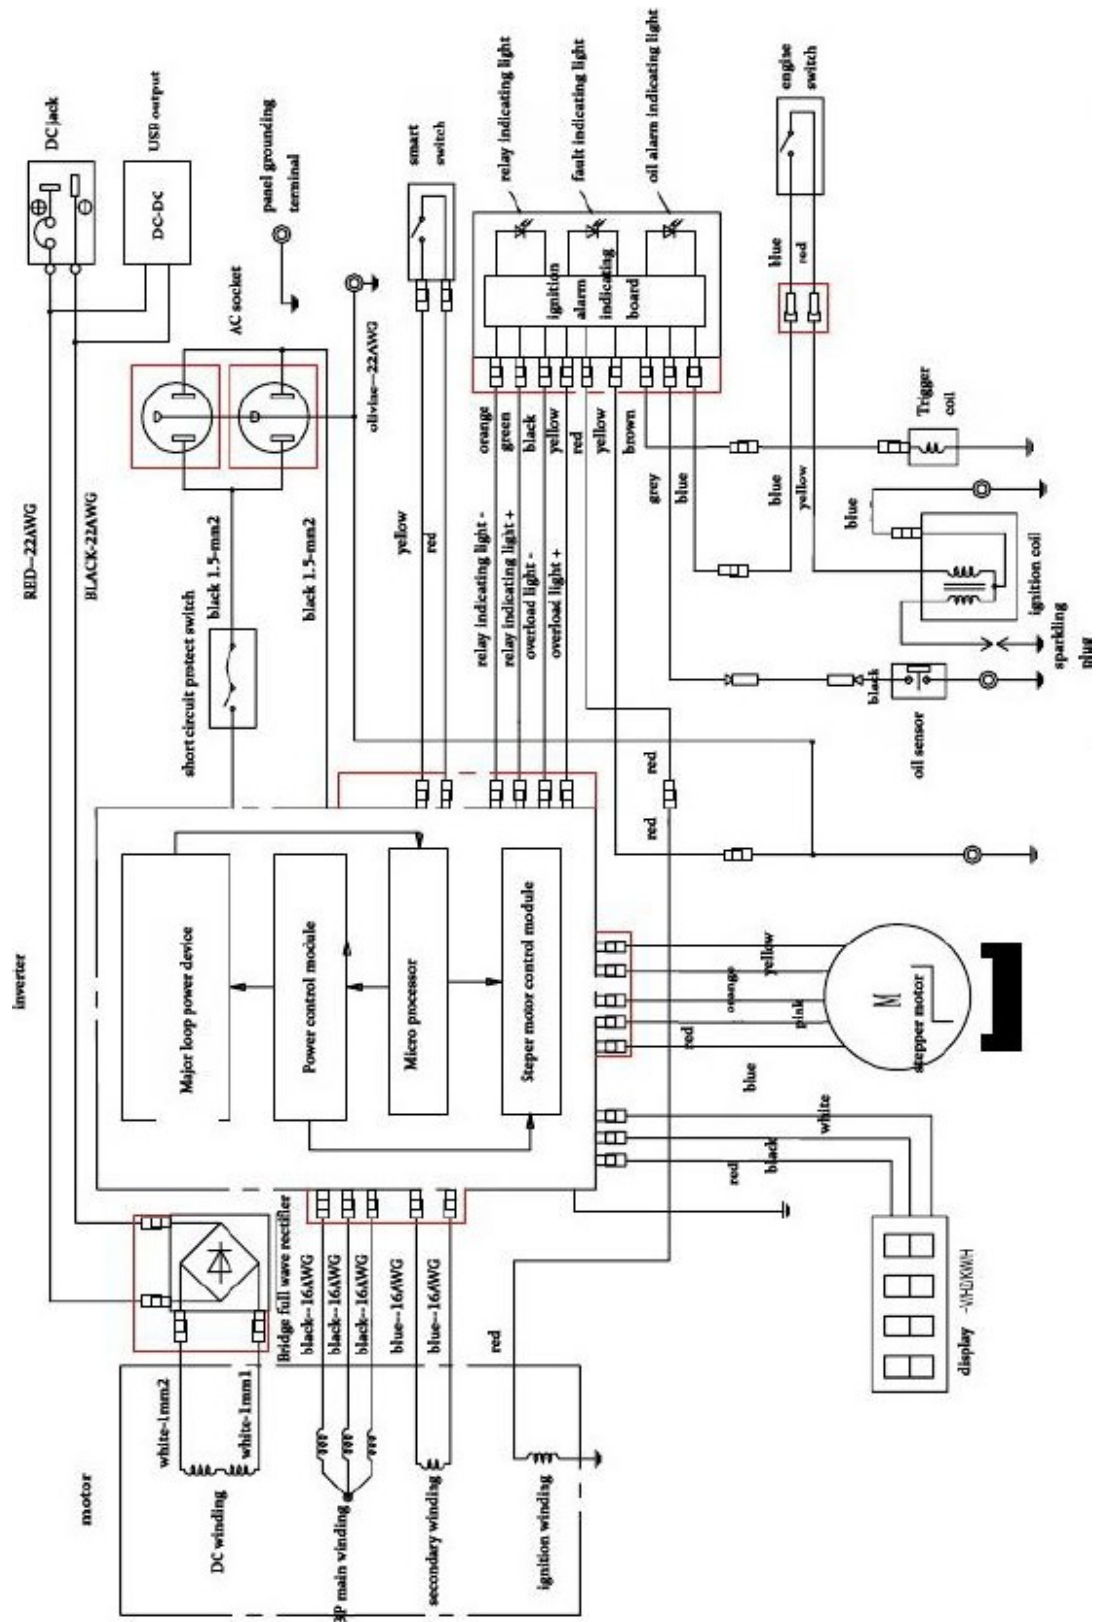 DC jack
USB output
DC-DC
panel grounding
terminal
AC socket
olivine--22AWG
RED--22AWG
BLACK-22AWG
black 1.5-mm2
black 1.5-mm2
short circuit protect switch
smart
switch
yellow
red
relay indicating light
fault indicating light
oil alarm indicating light
ignition
alarm
indicating
board
orange
green
black
yellow
red
yellow
brown
grey
blue
relay indicating light -
relay indicating light +
overload light -
overload light +
engine
switch
blue
red
blue
yellow
Trigger
coil
blue
ignition coil
sparkling
plug
black
oil sensor
red
red
inverter
Major loop power device
Power control module
Micro processor
Steper motor control module
yellow
orange
pink
red
blue
M
stepper motor
white
black
red
display
-V/HZ/KW/H
Bridge full wave rectifier
black--16AWG
black--16AWG
black--16AWG
blue--16AWG
blue--16AWG
red
motor
white-1mm2
white-1mm1
DC winding
3P main winding
secondary winding
ignition winding